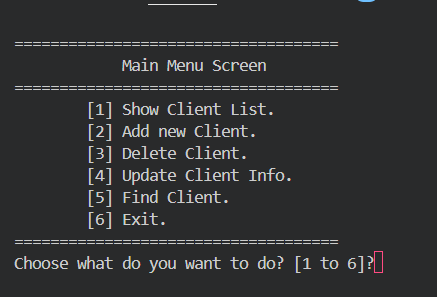 ====================================
Main Menu Screen
====================================
[1] Show Client List.
[2] Add new Client.
[3] Delete Client.
[4] Update Client Info.
[5] Find Client.
[6] Exit.
====================================
Choose what do you want to do? [1 to 6]?